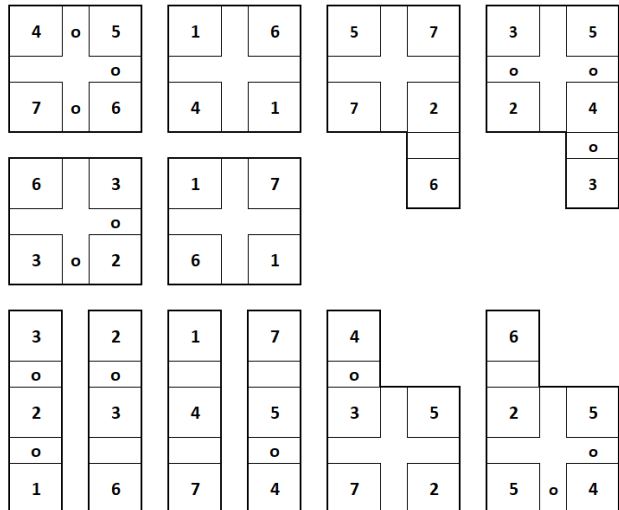 4 o 5 1 6 5 7 3 5
o o o
7 o 6 4 1 7 2 2 4
o
6 3 1 7 6 3
o
3 o 2 6 1
3 2 1 7 4 6
o o o
2 3 4 5 3 5 2 5
o o o
1 6 7 4 7 2 5 o 4